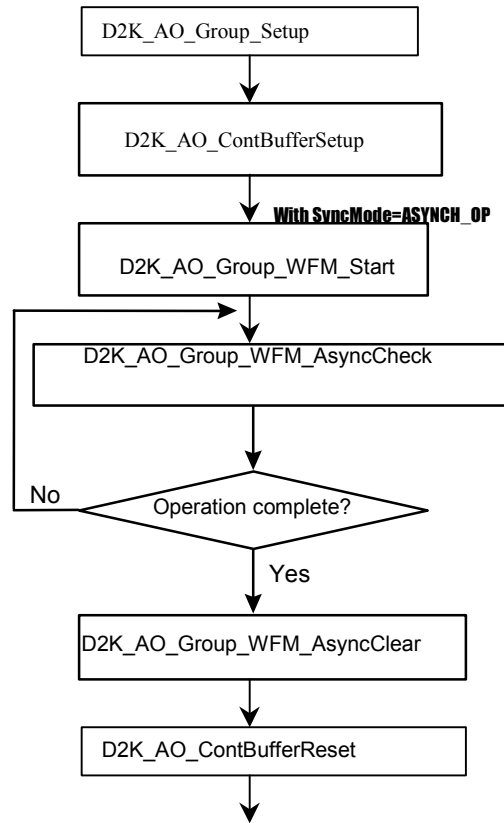 D2K_AO_Group_Setup
D2K_AO_ContBufferSetup
With SyncMode=ASYNCH_OP
D2K_AO_Group_WFM_Start
D2K_AO_Group_WFM_AsyncCheck
No
Operation complete?
Yes
D2K_AO_Group_WFM_AsyncClear
D2K_AO_ContBufferReset